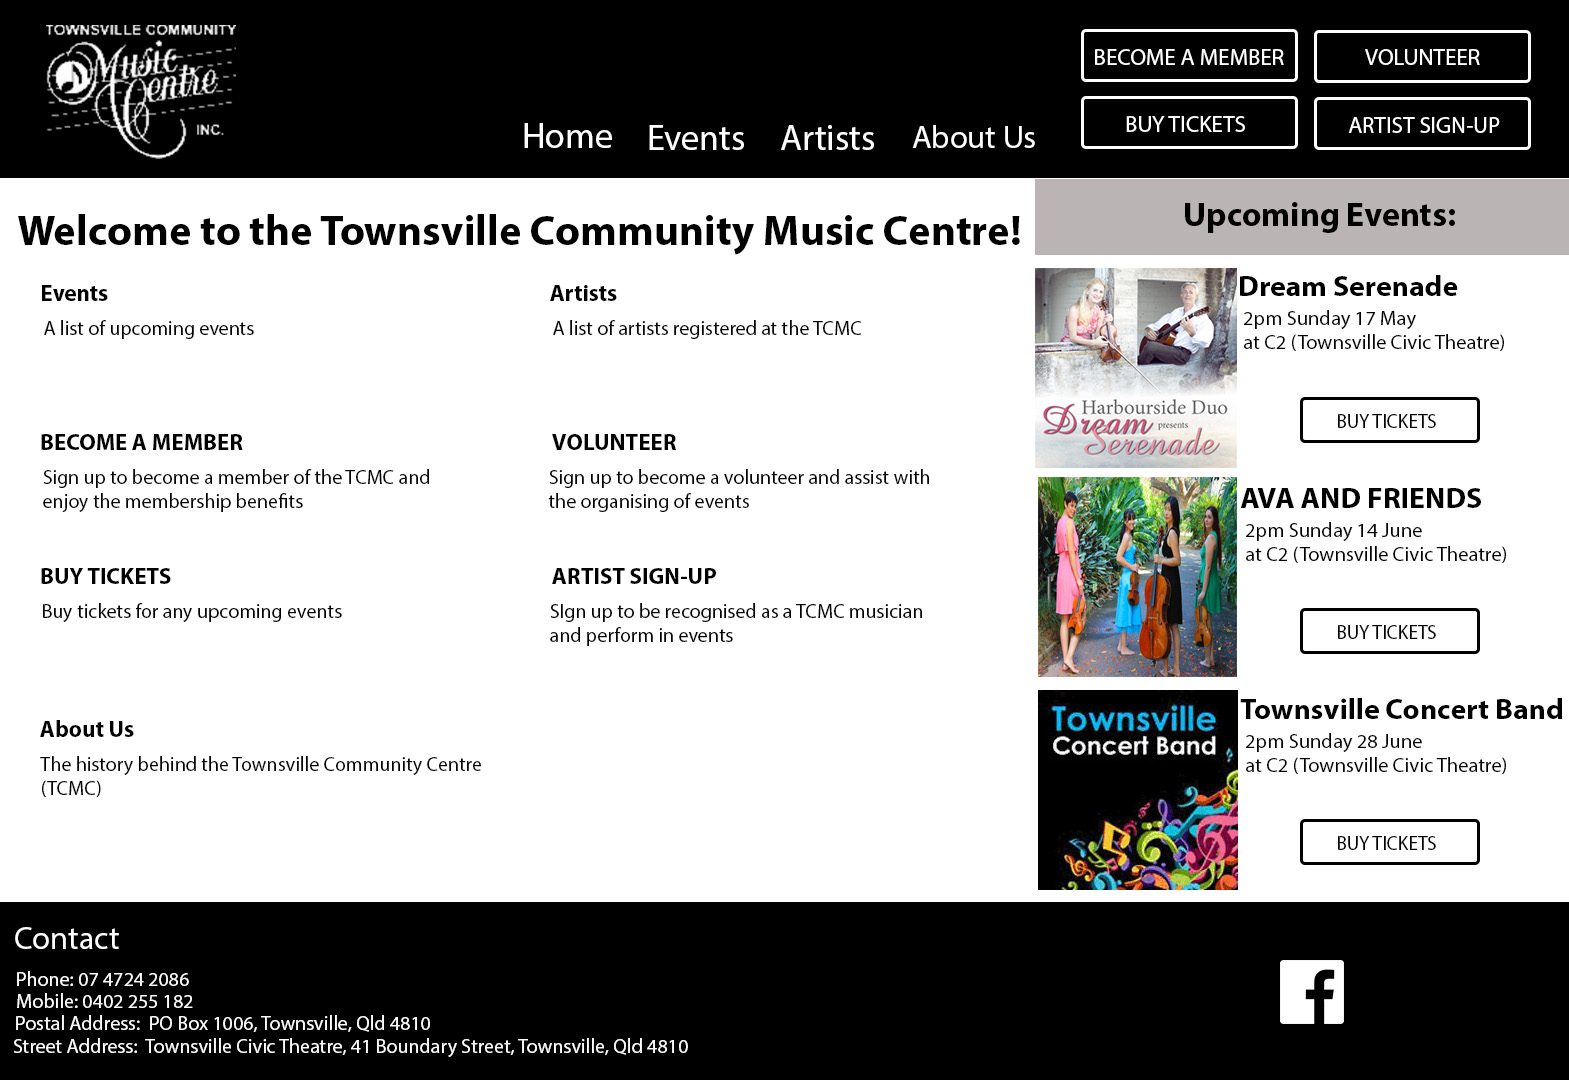 TOWNSVILLE COMMUNITY
Music
Centre
INC.
BECOME A MEMBER
VOLUNTEER
BUY TICKETS
ARTIST SIGN-UP
Home
Events
Artists
About Us
Welcome to the Townsville Community Music Centre!
Events
A list of upcoming events
Artists
A list of artists registered at the TCMC
BECOME A MEMBER
Sign up to become a member of the TCMC and
enjoy the membership benefits
VOLUNTEER
Sign up to become a volunteer and assist with
the organising of events
BUY TICKETS
Buy tickets for any upcoming events
ARTIST SIGN-UP
SIgn up to be recognised as a TCMC musician
and perform in events
About Us
The history behind the Townsville Community Centre
(TCMC)
Upcoming Events:
Harbourside Duo
presents
Dream
Serenade
Dream Serenade
2pm Sunday 17 May
at C2 (Townsville Civic Theatre)
BUY TICKETS
AVA AND FRIENDS
2pm Sunday 14 June
at C2 (Townsville Civic Theatre)
BUY TICKETS
Townsville
Concert Band
Townsville Concert Band
2pm Sunday 28 June
at C2 (Townsville Civic Theatre)
BUY TICKETS
Contact
Phone: 07 4724 2086
Mobile: 0402 255 182
Postal Address:  PO Box 1006, Townsville, Qld 4810
Street Address:  Townsville Civic Theatre, 41 Boundary Street, Townsville, Qld 4810
f